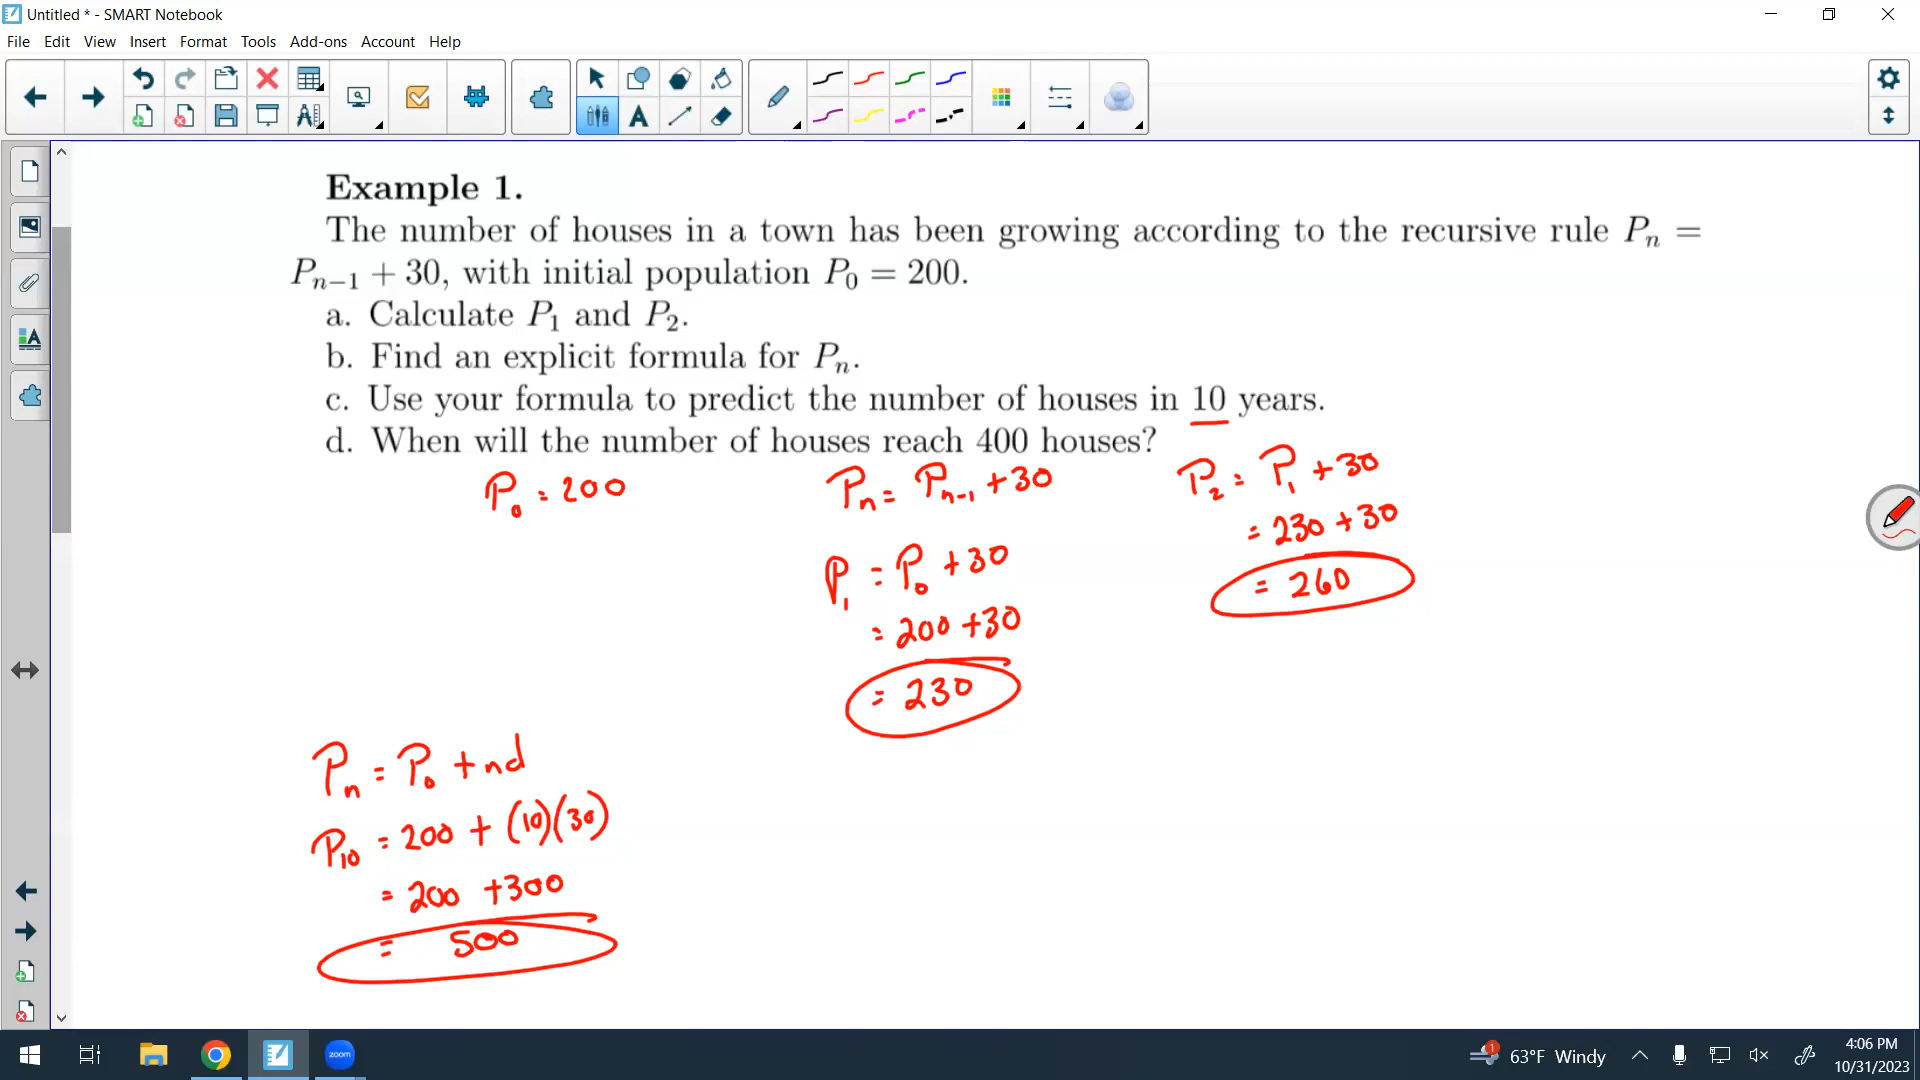 Untitled * - SMART Notebook
File Edit View Insert Format Tools Add-ons Account Help
Example 1.
The number of houses in a town has been growing according to the recursive rule Pₙ =
Pₙ₋₁ + 30, with initial population P₀ = 200.
a. Calculate P₁ and P₂.
b. Find an explicit formula for Pₙ.
c. Use your formula to predict the number of houses in 10 years.
d. When will the number of houses reach 400 houses?
P₀ = 200
Pₙ = Pₙ₋₁ + 30
P₁ = P₀ + 30
= 200 + 30
= 230
P₂ = P₁ + 30
= 230 + 30
= 260
Pₙ = P₀ + nd
P₁₀ = 200 + (10)(30)
= 200 + 300
= 500
zoom
1
63°F Windy
4:06 PM
10/31/2023